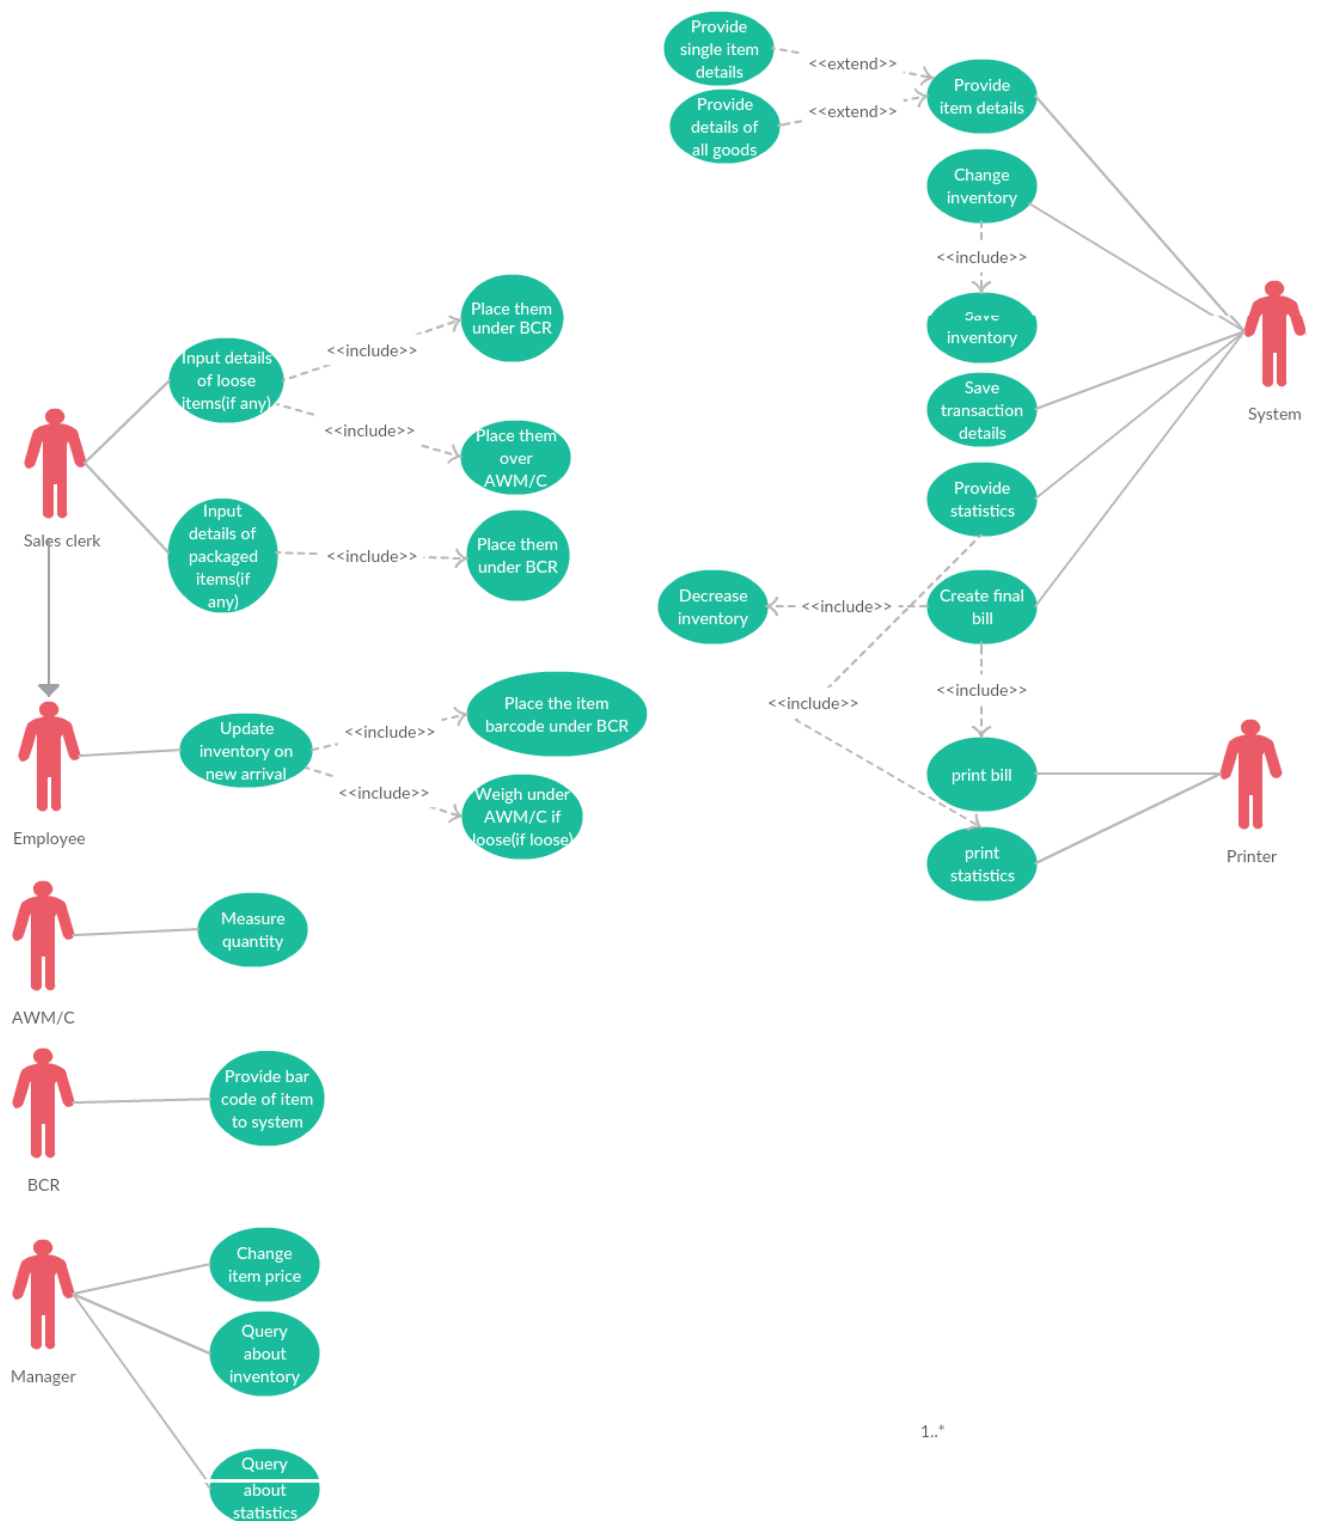 Provide
single item
details
<<extend>>
Provide
item details
Provide
details of
all goods
<<extend>>
Change
inventory
<<include>>
Save
inventory
Save
transaction
details
System
Provide
statistics
Decrease
inventory
<<include>>
Create final
bill
<<include>>
<<include>>
print bill
print
statistics
Printer
Place them
under BCR
<<include>>
Input details
of loose
items(if any)
<<include>>
Place them
over
AWM/C
Sales clerk
Input
details of
packaged
items(if
any)
<<include>>
Place them
under BCR
Update
inventory on
new arrival
<<include>>
Place the item
barcode under BCR
<<include>>
Weigh under
AWM/C if
loose(if loose)
Employee
Measure
quantity
AWM/C
Provide bar
code of item
to system
BCR
Change
item price
Query
about
inventory
Manager
Query
about
statistics
1..*